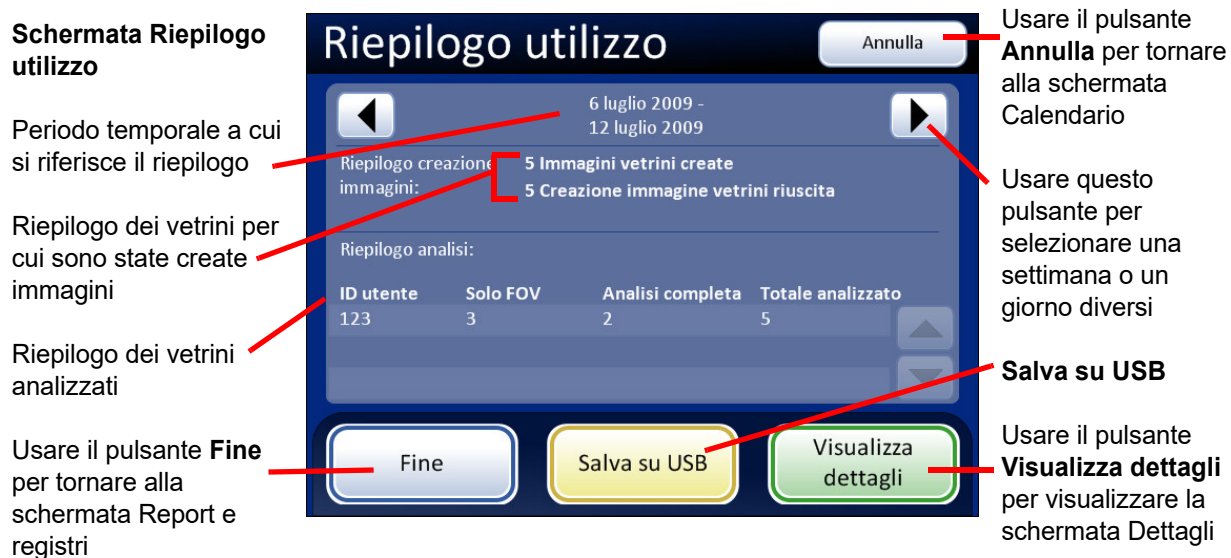 Schermata Riepilogo
utilizzo
Periodo temporale a cui
si riferisce il riepilogo
Riepilogo dei vetrini per
cui sono state create
immagini
Riepilogo dei vetrini
analizzati
Usare il pulsante Fine
per tornare alla
schermata Report e
registri
Riepilogo utilizzo
Annulla
6 luglio 2009 -
12 luglio 2009
Riepilogo creazione
immagini:
5 Immagini vetrini create
5 Creazione immagine vetrini riuscita
Riepilogo analisi:
ID utente Solo FOV Analisi completa Totale analizzato
123 3 2 5
Fine
Salva su USB
Visualizza
dettagli
Usare il pulsante
Annulla per tornare
alla schermata
Calendario
Usare questo
pulsante per
selezionare una
settimana o un
giorno diversi
Salva su USB
Usare il pulsante
Visualizza dettagli
per visualizzare la
schermata Dettagli